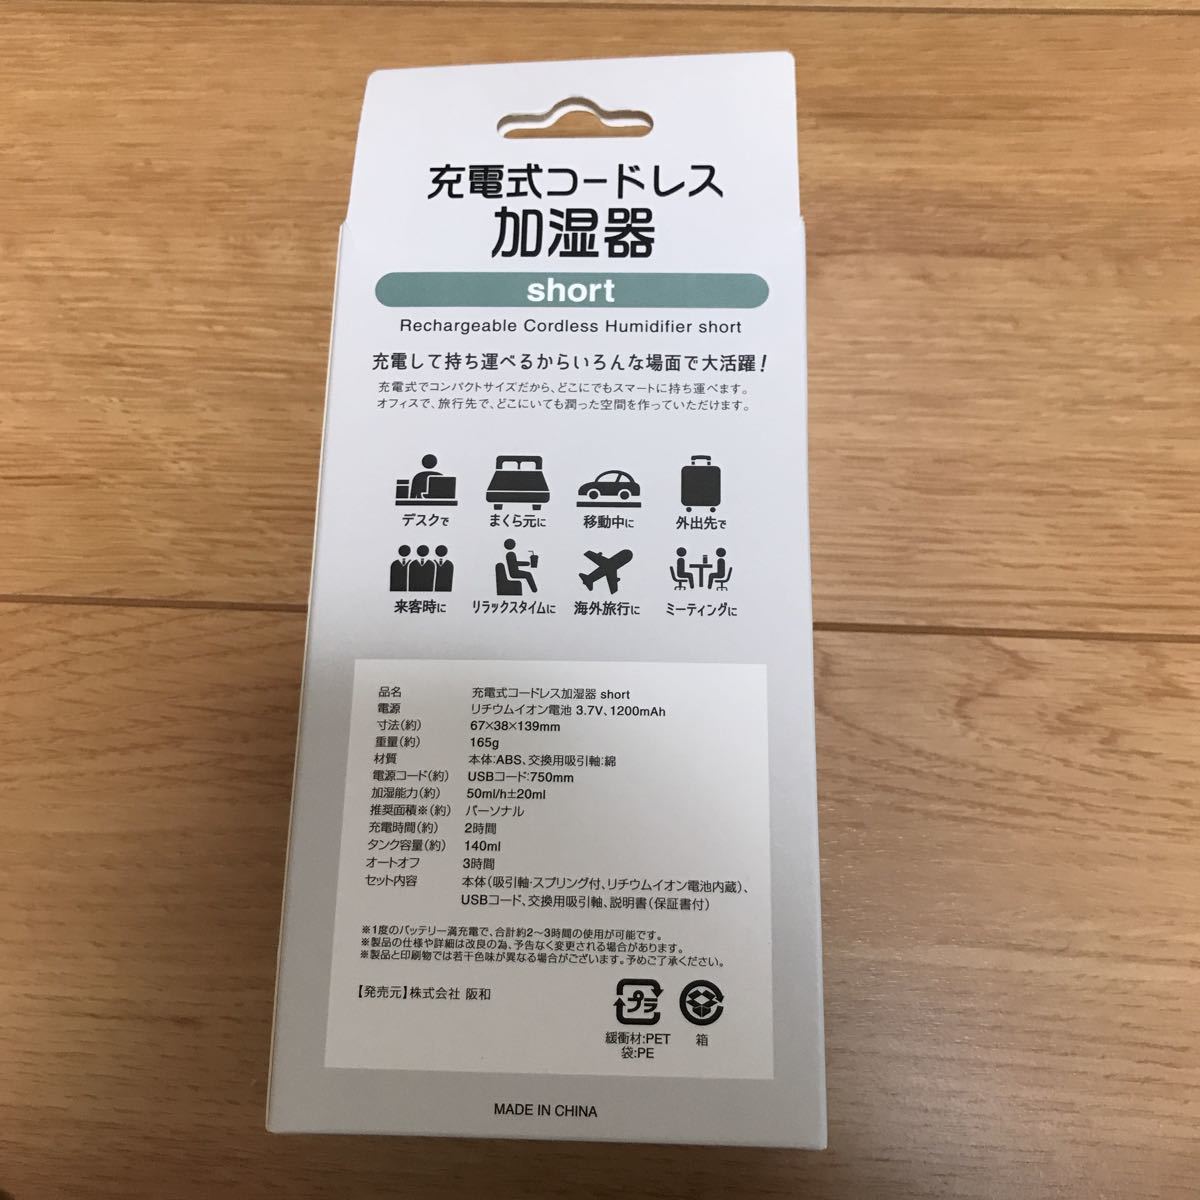 充電式コードレス
加湿器
short
Rechargeable Cordless Humidifier short
充電して持ち運べるからいろんな場面で大活躍！
充電式でコンパクトサイズだから、どこにでもスマートに持ち運べます。
オフィスで、旅行先で、どこにいても潤った空間を作っていただけます。
デスクで まくら元に 移動中に 外出先で
来客時に リラックスタイムに 海外旅行に ミーティングに
品名 充電式コードレス加湿器 short
電源 リチウムイオン電池 3.7V、1200mAh
寸法(約) 67×38×139mm
重量(約) 165g
材質 本体:ABS、交換用吸引軸:綿
電源コード(約) USBコード:750mm
加湿能力(約) 50ml/h±20ml
推奨面積※(約) パーソナル
充電時間(約) 2時間
タンク容量(約) 140ml
オートオフ 3時間
セット内容 本体(吸引軸・スプリング付、リチウムイオン電池内蔵)、
USBコード、交換用吸引軸、説明書(保証書付)
※1度のバッテリー満充電で、合計約2〜3時間の使用が可能です。
※製品の仕様や詳細は改良の為、予告なく変更される場合があります。
※製品と印刷物では若干色味が異なる場合がございます。予めご了承ください。
【発売元】株式会社 阪和
プラ
緩衝材:PET 箱
袋:PE
MADE IN CHINA